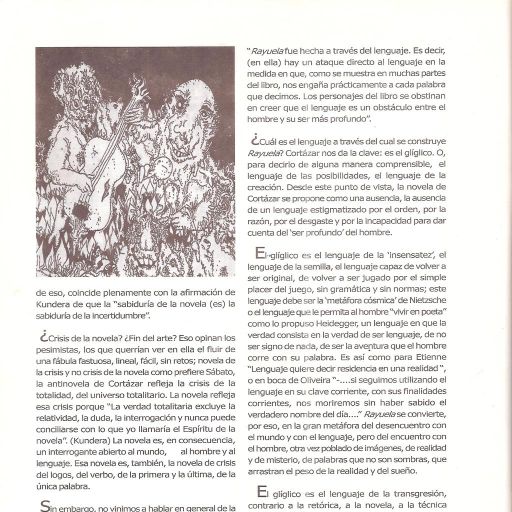 de eso, coincide plenamente con la afirmación de
Kundera de que la "sabiduría de la novela (es) la
sabiduría de la incertidumbre".
¿Crisis de la novela? ¿Fin del arte? Eso opinan los
pesimistas, los que querrían ver en ella el fluir de
una fábula fastuosa, lineal, fácil, sin retos; novela de
la crisis y no crisis de la novela como prefiere Sábato,
la antinovela de Cortázar refleja la crisis de la
totalidad, del universo totalitario. La novela refleja
esa crisis porque "La verdad totalitaria excluye la
relatividad, la duda, la interrogación y nunca puede
conciliarse con lo que yo llamaría el Espíritu de la
novela". (Kundera) La novela es, en consecuencia,
un interrogante abierto al mundo, al hombre y al
lenguaje. Esa novela es, también, la novela de crisis
del logos, del verbo, de la primera y la última, de la
única palabra.
Sin embargo, no vinimos a hablar en general de la
"Rayuela fue hecha a través del lenguaje. Es decir,
(en ella) hay un ataque directo al lenguaje en la
medida en que, como se muestra en muchas partes
del libro, nos engaña prácticamente a cada palabra
que decimos. Los personajes del libro se obstinan
en creer que el lenguaje es un obstáculo entre el
hombre y su ser más profundo".
¿Cuál es el lenguaje a través del cual se construye
Rayuela? Cortázar nos da la clave: es el glíglico. O,
para decirlo de alguna manera comprensible, el
lenguaje de las posibilidades, el lenguaje de la
creación. Desde este punto de vista, la novela de
Cortázar se propone como una ausencia, la ausencia
de un lenguaje estigmatizado por el orden, por la
razón, por el desgaste y por la incapacidad para dar
cuenta del 'ser profundo' del hombre.
El glíglico es el lenguaje de la 'insensatez', el
lenguaje de la semilla, el lenguaje capaz de volver a
ser original, de volver a ser jugado por el simple
placer del juego, sin gramática y sin normas; este
lenguaje debe ser la 'metáfora cósmica' de Nietzsche
o el lenguaje que le permita al hombre "vivir en poeta"
como lo propuso Heidegger, un lenguaje en que la
verdad consista en la verdad de ser lenguaje, de no
ser signo de nada, de ser la aventura que el hombre
corre con su palabra. Es así como para Etienne
"Lenguaje quiere decir residencia en una realidad",
o en boca de Oliveira "-....si seguimos utilizando el
lenguaje en su clave corriente, con sus finalidades
corrientes, nos moriremos sin haber sabido el
verdadero nombre del día...." Rayuela se convierte,
por eso, en la gran metáfora del desencuentro con
el mundo y con el lenguaje, pero del encuentro con
el hombre, otra vez poblado de imágenes, de realidad
y de misterio, de palabras que no son sombras, que
arrastran el peso de la realidad y del sueño.
El glíglico es el lenguaje de la transgresión,
contrario a la retórica, a la novela, a la técnica